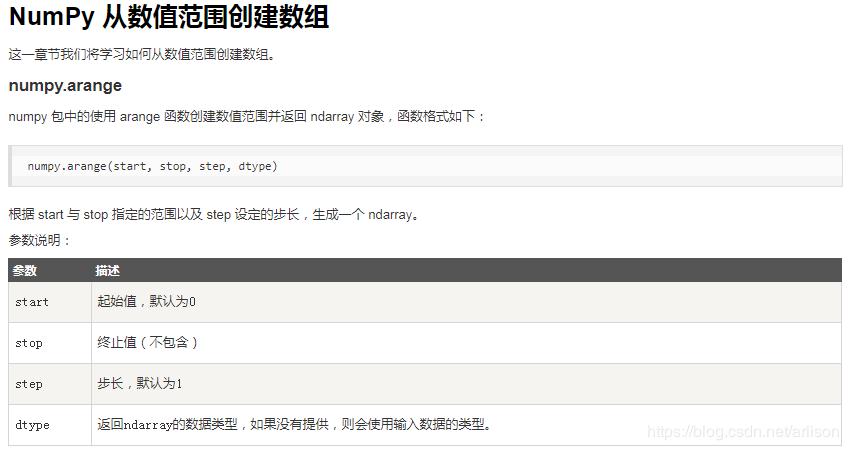 NumPy 从数值范围创建数组
这一章节我们将学习如何从数值范围创建数组。
numpy.arange
numpy 包中的使用 arange 函数创建数值范围并返回 ndarray 对象，函数格式如下：
numpy.arange(start, stop, step, dtype)
根据 start 与 stop 指定的范围以及 step 设定的步长，生成一个 ndarray。
参数说明：
参数 描述
start 起始值，默认为0
stop 终止值（不包含）
step 步长，默认为1
dtype 返回ndarray的数据类型，如果没有提供，则会使用输入数据的类型。
https://blog.csdn.net/arlison